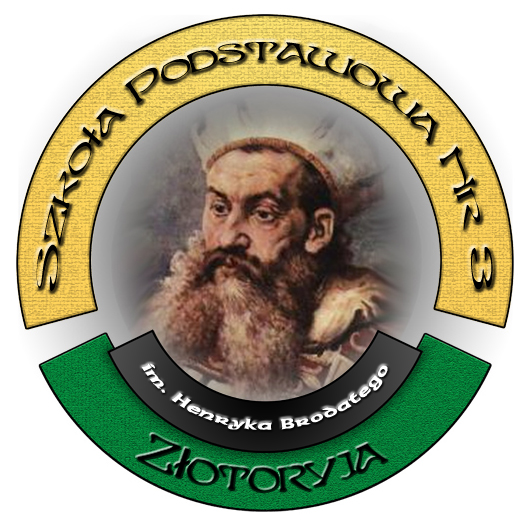 Szkoła Podstawowa Nr 3
im. Henryka Brodatego
Złotoryja